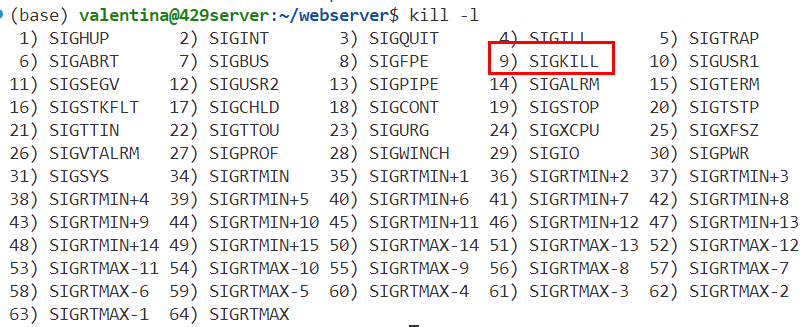 (base) valentina@429server:~/webserver$ kill -l
1) SIGHUP 2) SIGINT 3) SIGQUIT 4) SIGILL 5) SIGTRAP
6) SIGABRT 7) SIGBUS 8) SIGFPE 9) SIGKILL 10) SIGUSR1
11) SIGSEGV 12) SIGUSR2 13) SIGPIPE 14) SIGALRM 15) SIGTERM
16) SIGSTKFLT 17) SIGCHLD 18) SIGCONT 19) SIGSTOP 20) SIGTSTP
21) SIGTTIN 22) SIGTTOU 23) SIGURG 24) SIGXCPU 25) SIGXFSZ
26) SIGVTALRM 27) SIGPROF 28) SIGWINCH 29) SIGIO 30) SIGPWR
31) SIGSYS 34) SIGRTMIN 35) SIGRTMIN+1 36) SIGRTMIN+2 37) SIGRTMIN+3
38) SIGRTMIN+4 39) SIGRTMIN+5 40) SIGRTMIN+6 41) SIGRTMIN+7 42) SIGRTMIN+8
43) SIGRTMIN+9 44) SIGRTMIN+10 45) SIGRTMIN+11 46) SIGRTMIN+12 47) SIGRTMIN+13
48) SIGRTMIN+14 49) SIGRTMIN+15 50) SIGRTMAX-14 51) SIGRTMAX-13 52) SIGRTMAX-12
53) SIGRTMAX-11 54) SIGRTMAX-10 55) SIGRTMAX-9 56) SIGRTMAX-8 57) SIGRTMAX-7
58) SIGRTMAX-6 59) SIGRTMAX-5 60) SIGRTMAX-4 61) SIGRTMAX-3 62) SIGRTMAX-2
63) SIGRTMAX-1 64) SIGRTMAX